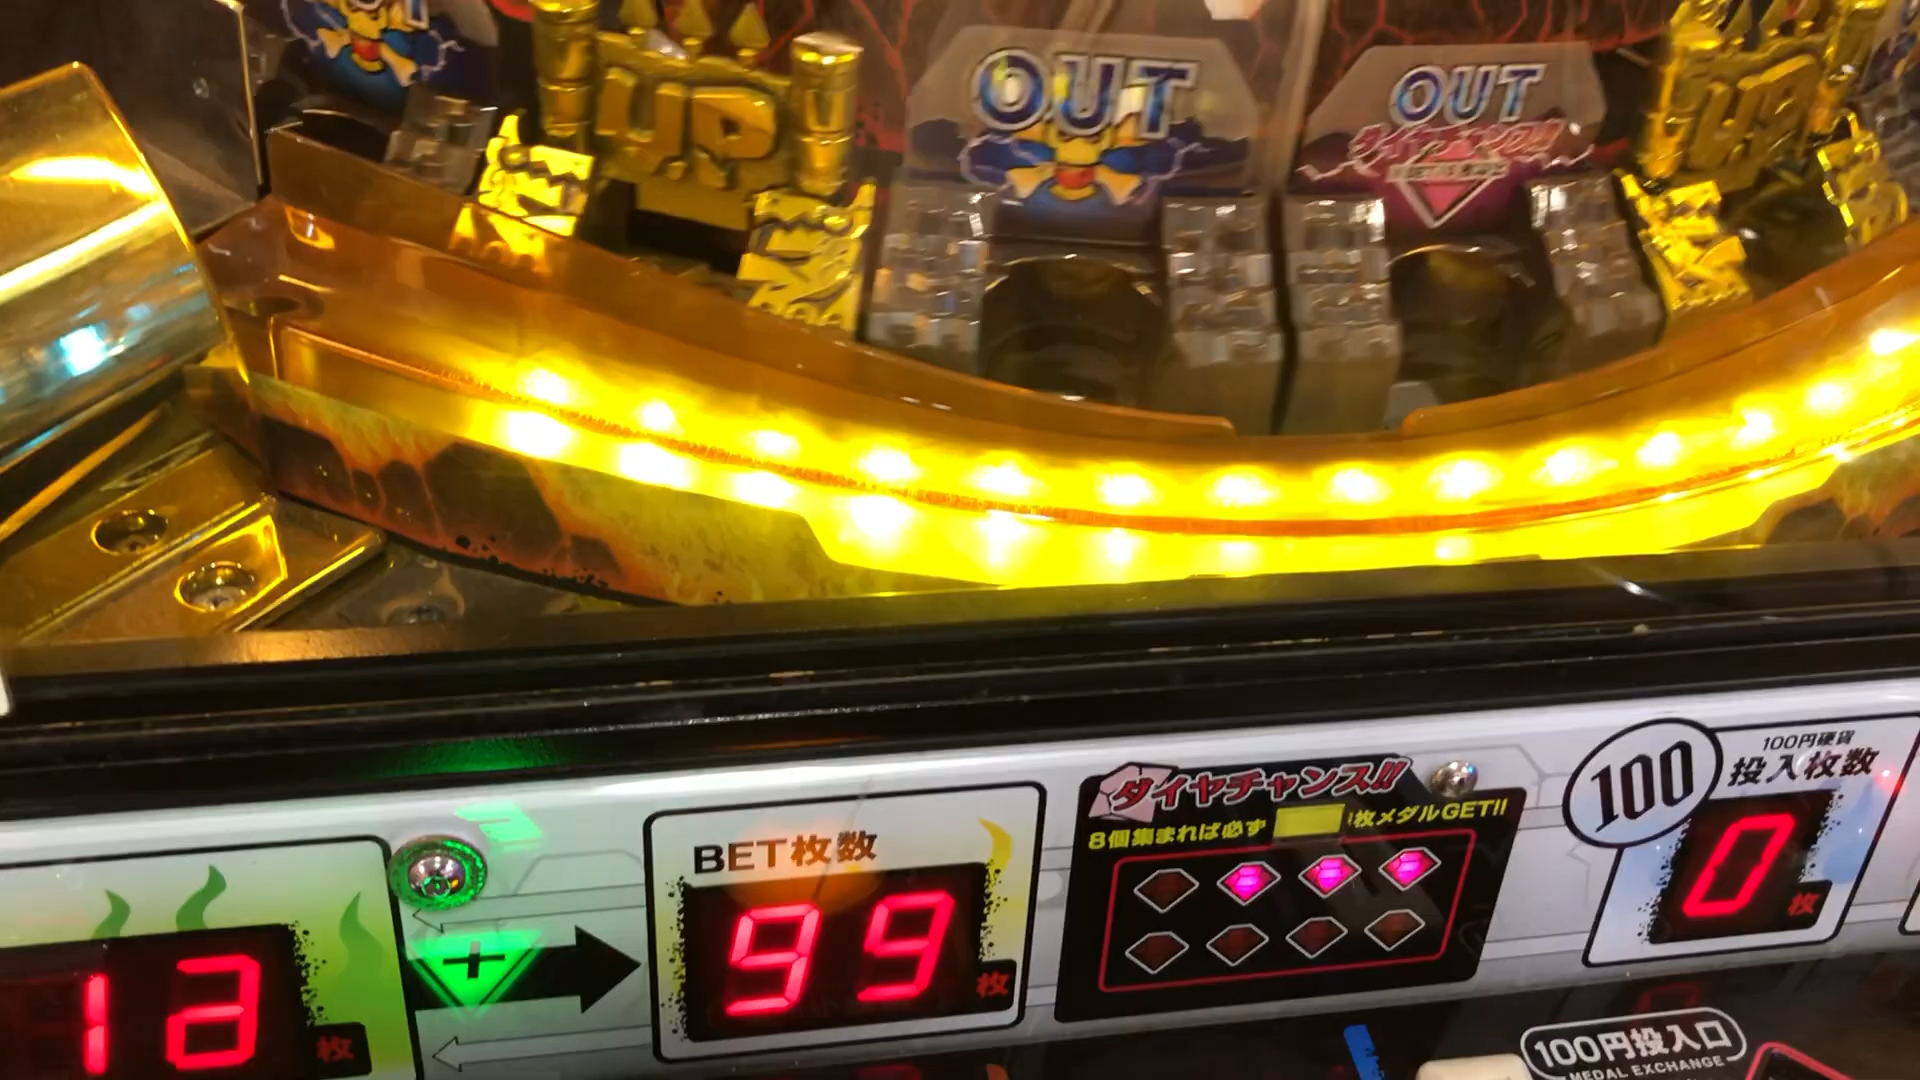 UP
OUT
OUT
ダイヤチャンス!!
UP
100
100円硬貨
投入枚数
0
枚
ダイヤチャンス!!
8個集まれば必ず
枚メダルGET!!
BET枚数
99
枚
+
枚
100円投入口
MEDAL EXCHANGE